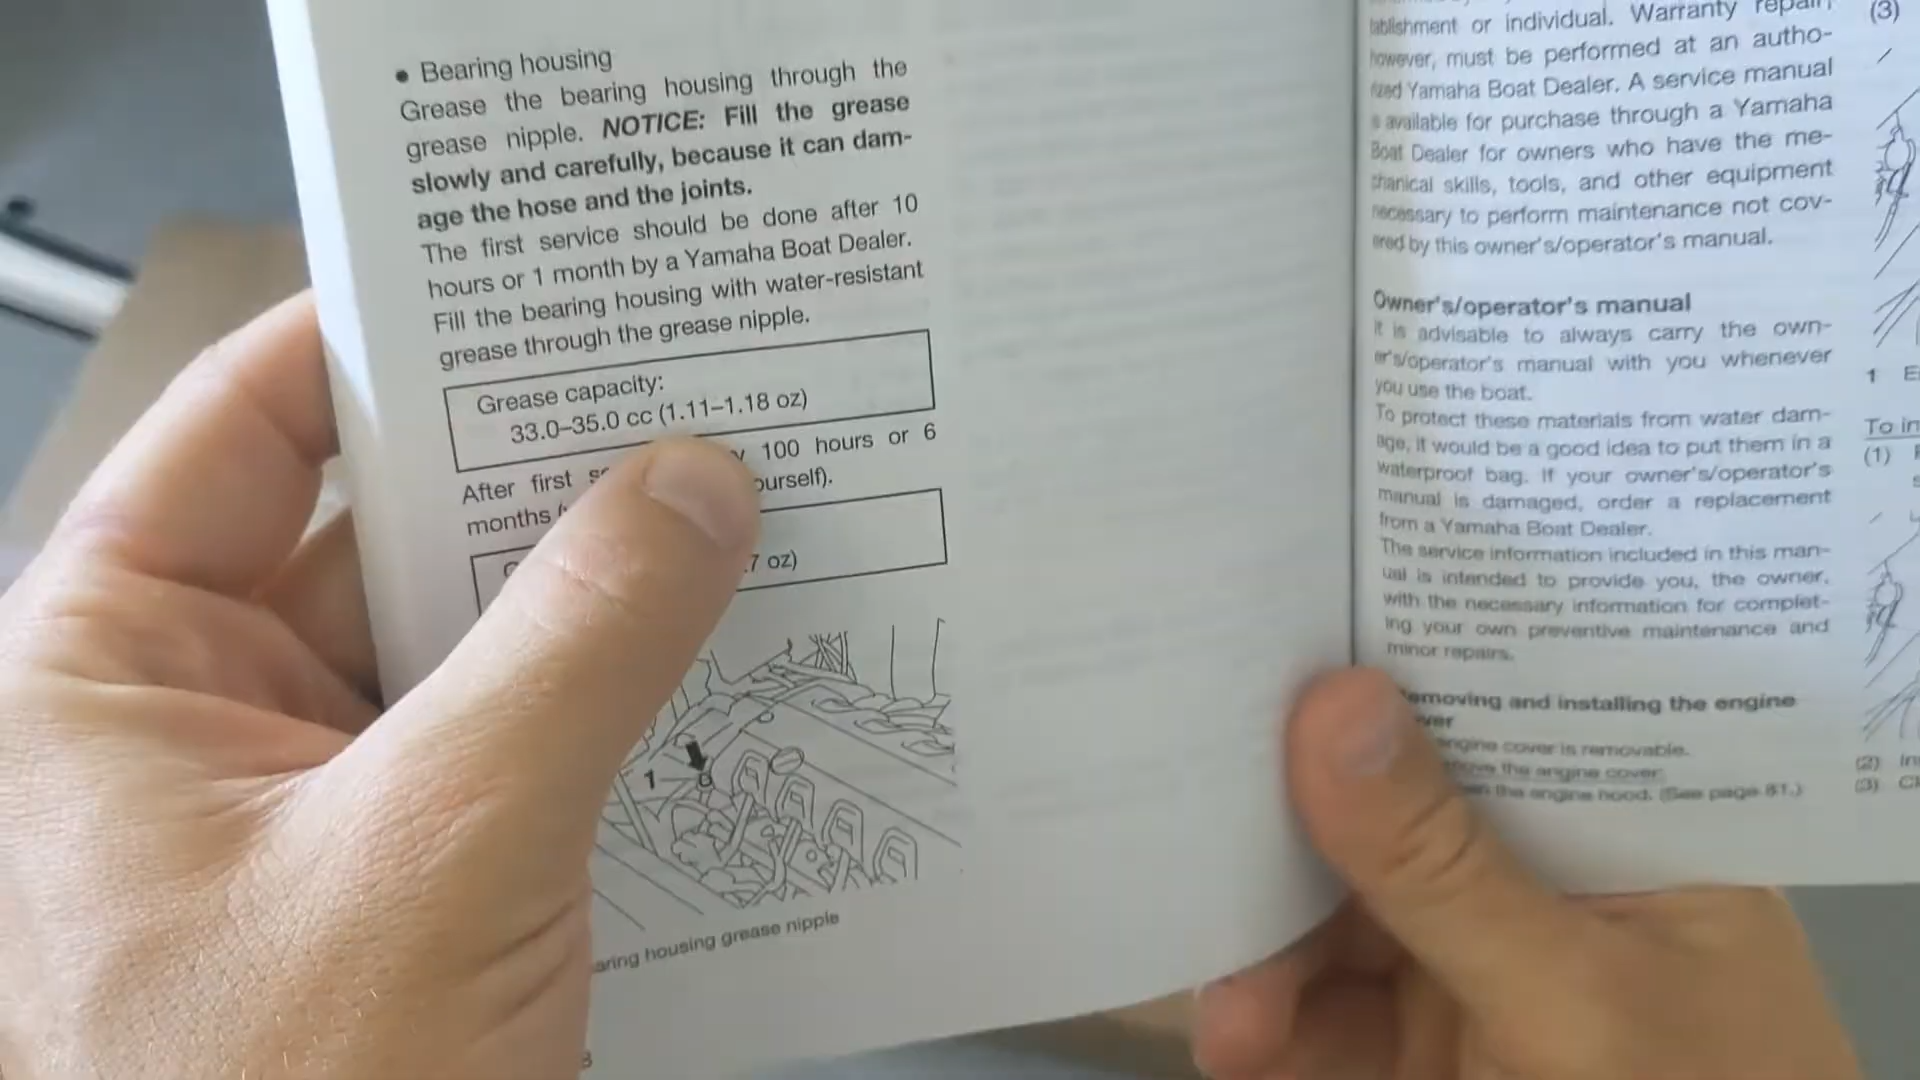 • Bearing housing
Grease the bearing housing through the
grease nipple. NOTICE: Fill the grease
slowly and carefully, because it can dam-
age the hose and the joints.
The first service should be done after 10
hours or 1 month by a Yamaha Boat Dealer.
Fill the bearing housing with water-resistant
grease through the grease nipple.
Grease capacity:
33.0–35.0 cc (1.11–1.18 oz)
After first 100 hours or 6
months
oz)
1
housing grease nipple
or individual. Warranty repair,
however, must be performed at an autho-
Yamaha Boat Dealer. A service manual
available for purchase through a Yamaha
Boat Dealer for owners who have the me-
chanical skills, tools, and other equipment
necessary to perform maintenance not cov-
by this owner's/operator's manual.
Owner's/operator's manual
It is advisable to always carry the own-
er's/operator's manual with you whenever
you use the boat.
To protect these materials from water dam-
age, it would be a good idea to put them in a
waterproof bag. If your owner's/operator's
manual is damaged, order a replacement
from a Yamaha Boat Dealer.
The service information included in this man-
ual is intended to provide you, the owner,
with the necessary information for complet-
ing your own preventive maintenance and
minor repairs.
emoving and installing the engine
engine cover is removable.
the engine cover:
the engine hood. (See page 81.)
(3)
1
To in
(1)
(2)
(3)